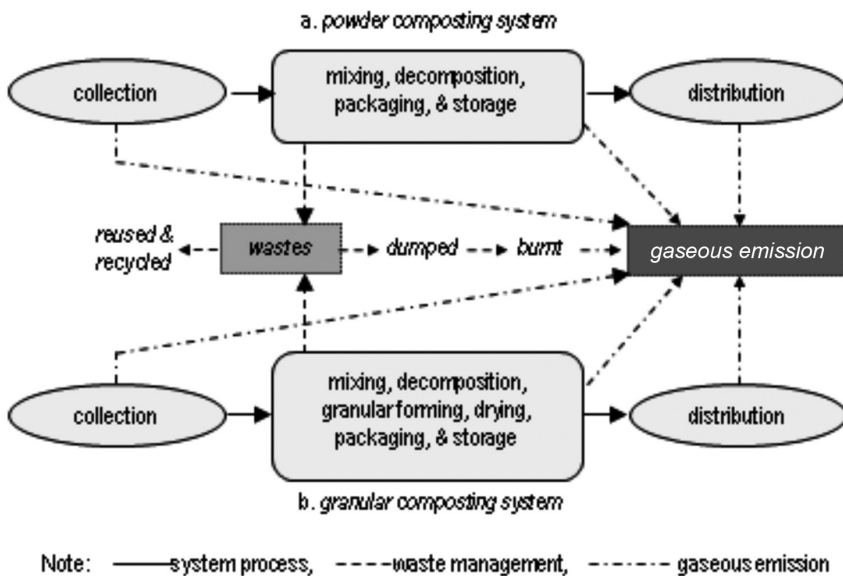 a. powder composting system
collection
mixing, decomposition,
packaging, & storage
distribution
reused &
recycled
wastes
dumped
burnt
gaseous emission
collection
mixing, decomposition,
granular forming, drying,
packaging, & storage
distribution
b. granular composting system
Note: system process, waste management, gaseous emission